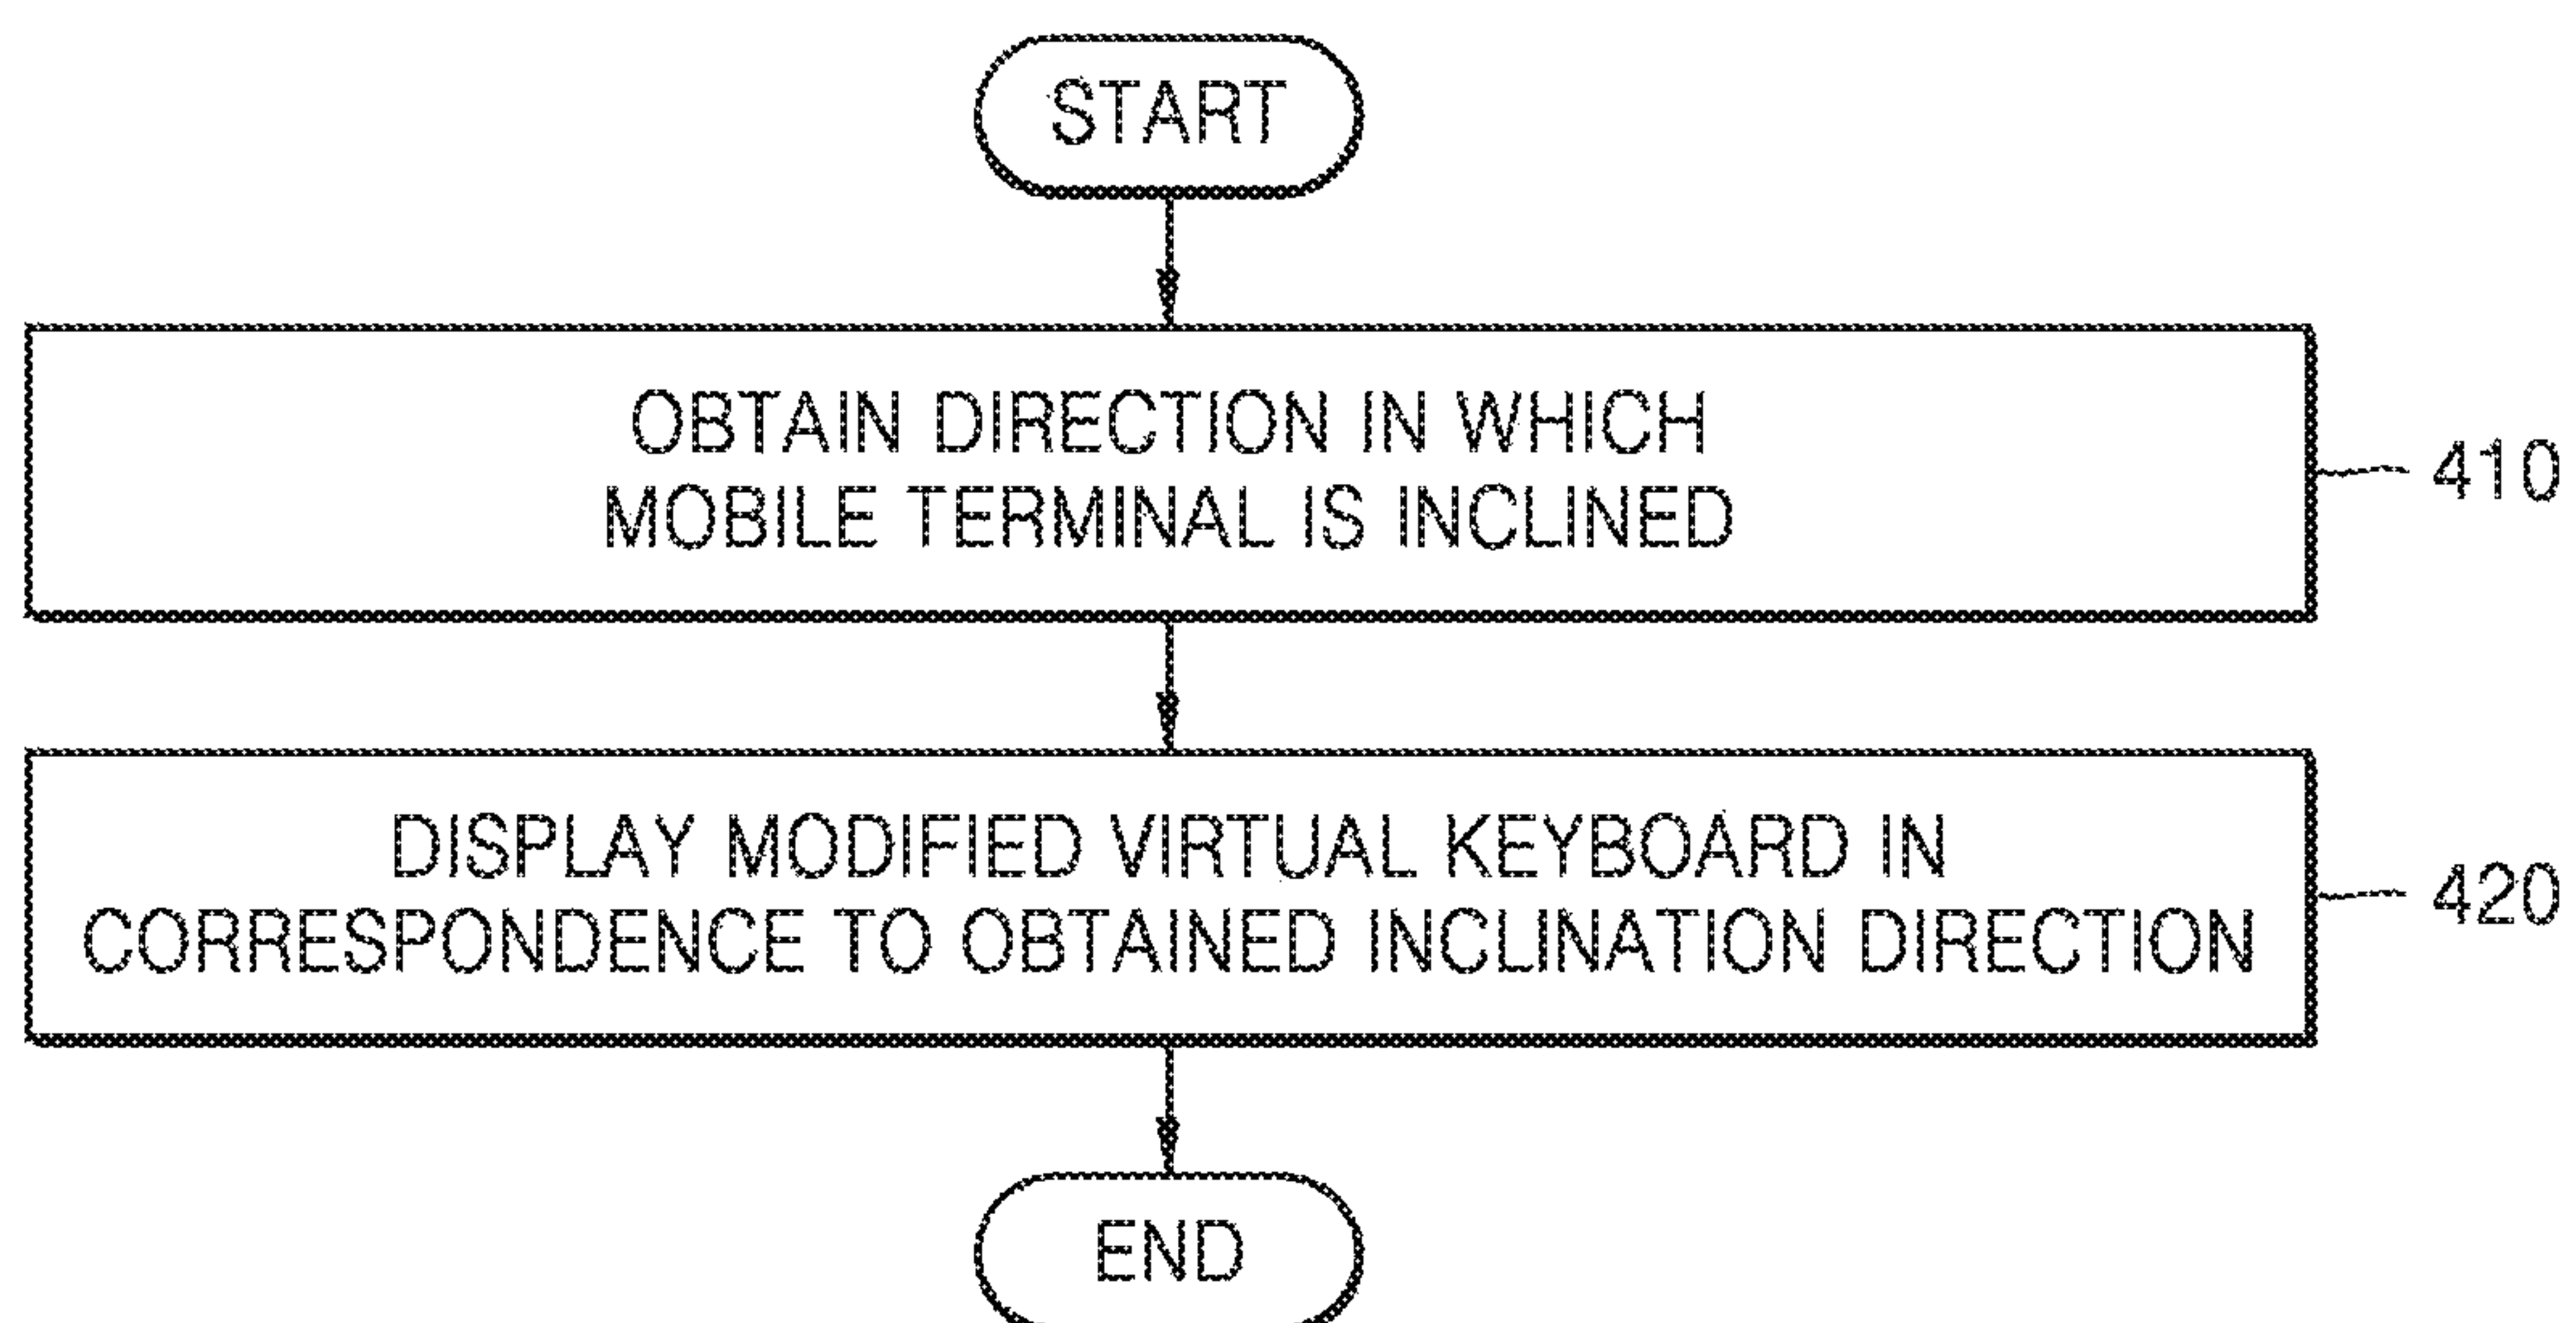 START
OBTAIN DIRECTION IN WHICH
MOBILE TERMINAL IS INCLINED
410
DISPLAY MODIFIED VIRTUAL KEYBOARD IN
CORRESPONDENCE TO OBTAINED INCLINATION DIRECTION
420
END